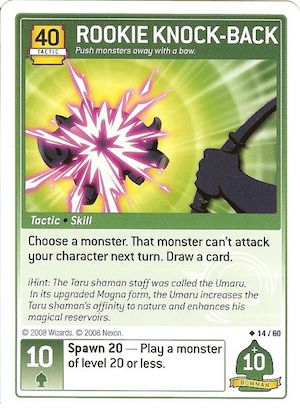 40
TACTIC
ROOKIE KNOCK-BACK
Push monsters away with a bow.
Tactic • Skill
Choose a monster. That monster can't attack
your character next turn. Draw a card.
iHint: The Taru shaman staff was called the Umaru.
In its upgraded Magna form, the Umaru increases the
Taru shaman's affinity to nature and enhances his
magical reservoirs.
© 2008 Wizards. © 2008 Nexon.
◆ 14 / 60
10
Spawn 20 — Play a monster
of level 20 or less.
10
BOWMAN